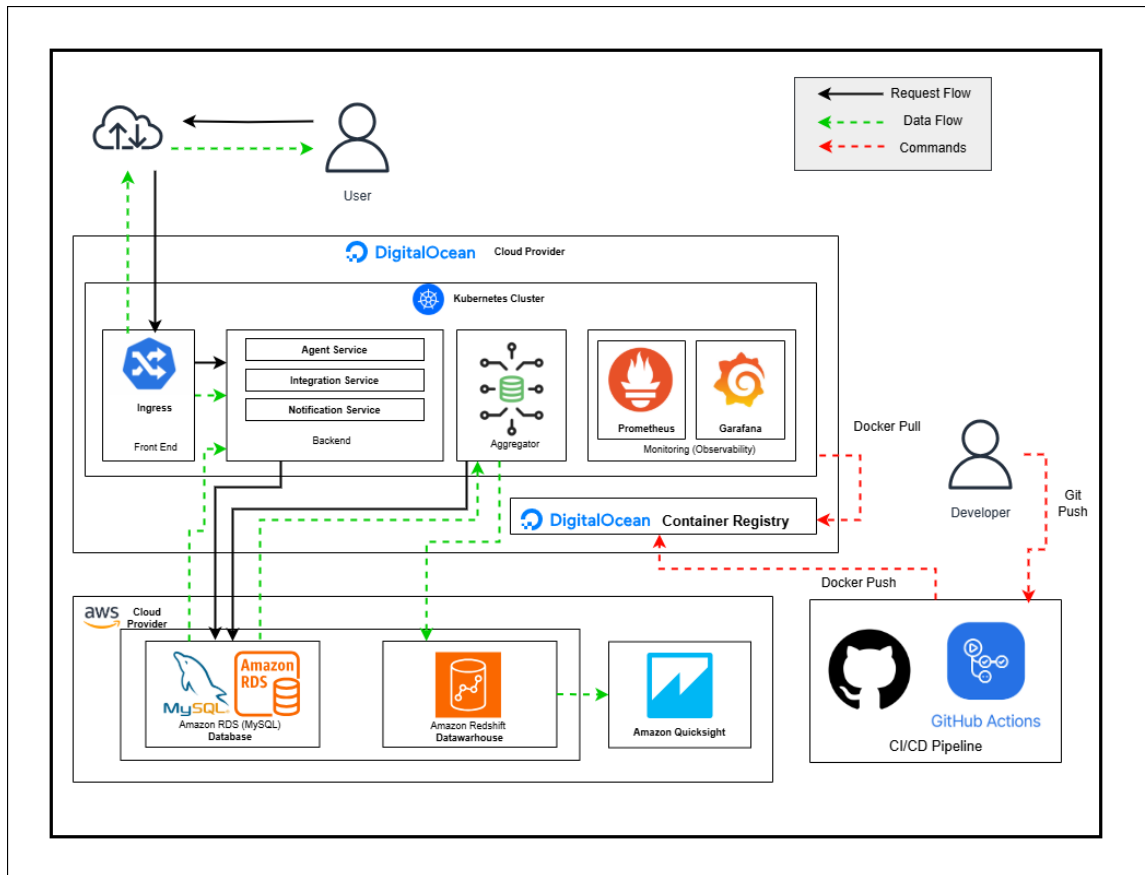 Request Flow
Data Flow
Commands
User
DigitalOcean Cloud Provider
Kubernetes Cluster
Agent Service
Integration Service
Notification Service
Ingress
Front End
Backend
Aggregator
Prometheus
Garafana
Monitoring (Observability)
Docker Pull
Developer
Git
Push
DigitalOcean Container Registry
Docker Push
aws Cloud
Provider
MySQL
Amazon
RDS
Amazon RDS (MySQL)
Database
Amazon Redshift
Datawarhouse
Amazon Quicksight
GitHub Actions
CI/CD Pipeline